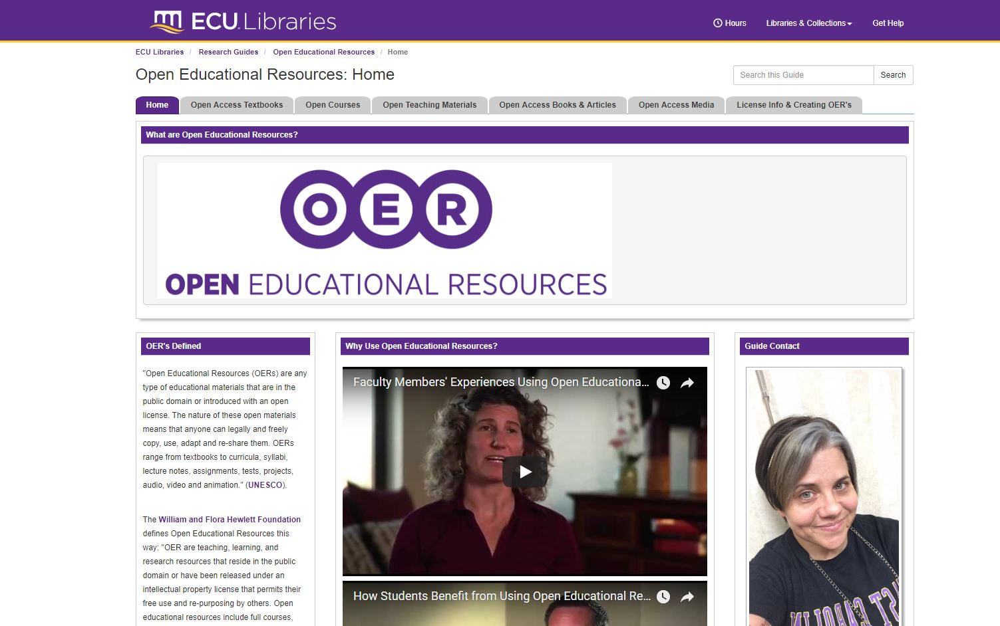 ECU Libraries
Hours
Libraries & Collections
Get Help
ECU Libraries / Research Guides / Open Educational Resources / Home
Open Educational Resources: Home
Search this Guide
Search
Home
Open Access Textbooks
Open Courses
Open Teaching Materials
Open Access Books & Articles
Open Access Media
License Info & Creating OER's
What are Open Educational Resources?
OER
OPEN EDUCATIONAL RESOURCES
OER's Defined
"Open Educational Resources (OERs) are any
type of educational materials that are in the
public domain or introduced with an open
license. The nature of these open materials
means that anyone can legally and freely
copy, use, adapt and re-share them. OERs
range from textbooks to curricula, syllabi,
lecture notes, assignments, tests, projects,
audio, video and animation." (UNESCO).
The William and Flora Hewlett Foundation
defines Open Educational Resources this
way: "OER are teaching, learning, and
research resources that reside in the public
domain or have been released under an
intellectual property license that permits their
free use and re-purposing by others. Open
educational resources include full courses,
Why Use Open Educational Resources?
Faculty Members' Experiences Using Open Educationa...
How Students Benefit from Using Open Educational Re...
Guide Contact